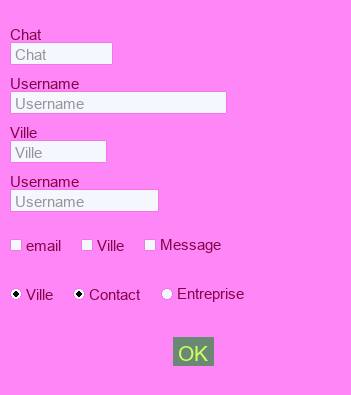 Chat
Chat
Username
Username
Ville
Ville
Username
Username
email Ville Message
Ville Contact Entreprise
OK